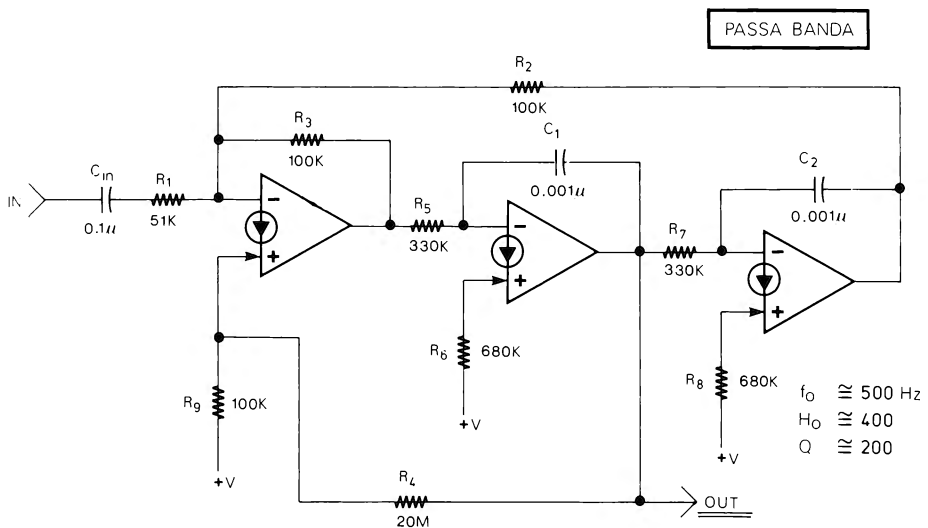 PASSA BANDA
R2
100K
R3
100K
C1
0.001u
C2
0.001u
IN
Cin
0.1u
R1
51K
R5
330K
R7
330K
−
+
−
+
−
+
R9
100K
+V
R6
680K
+V
R8
680K
+V
R4
20M
OUT
fo ≅ 500 Hz
Ho ≅ 400
Q ≅ 200